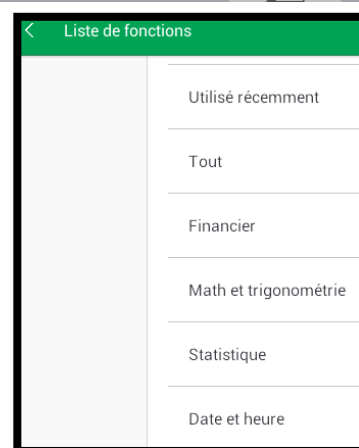 Liste de fonctions
Utilisé récemment
Tout
Financier
Math et trigonométrie
Statistique
Date et heure